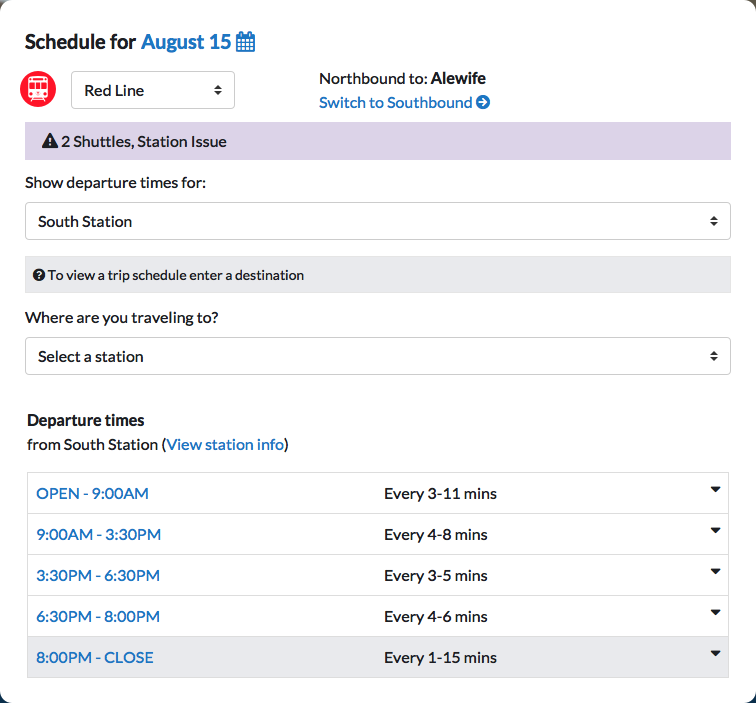 Schedule for August 15
Red Line
Northbound to: Alewife
Switch to Southbound
2 Shuttles, Station Issue
Show departure times for:
South Station
To view a trip schedule enter a destination
Where are you traveling to?
Select a station
Departure times
from South Station (View station info)
OPEN - 9:00AM Every 3-11 mins
9:00AM - 3:30PM Every 4-8 mins
3:30PM - 6:30PM Every 3-5 mins
6:30PM - 8:00PM Every 4-6 mins
8:00PM - CLOSE Every 1-15 mins